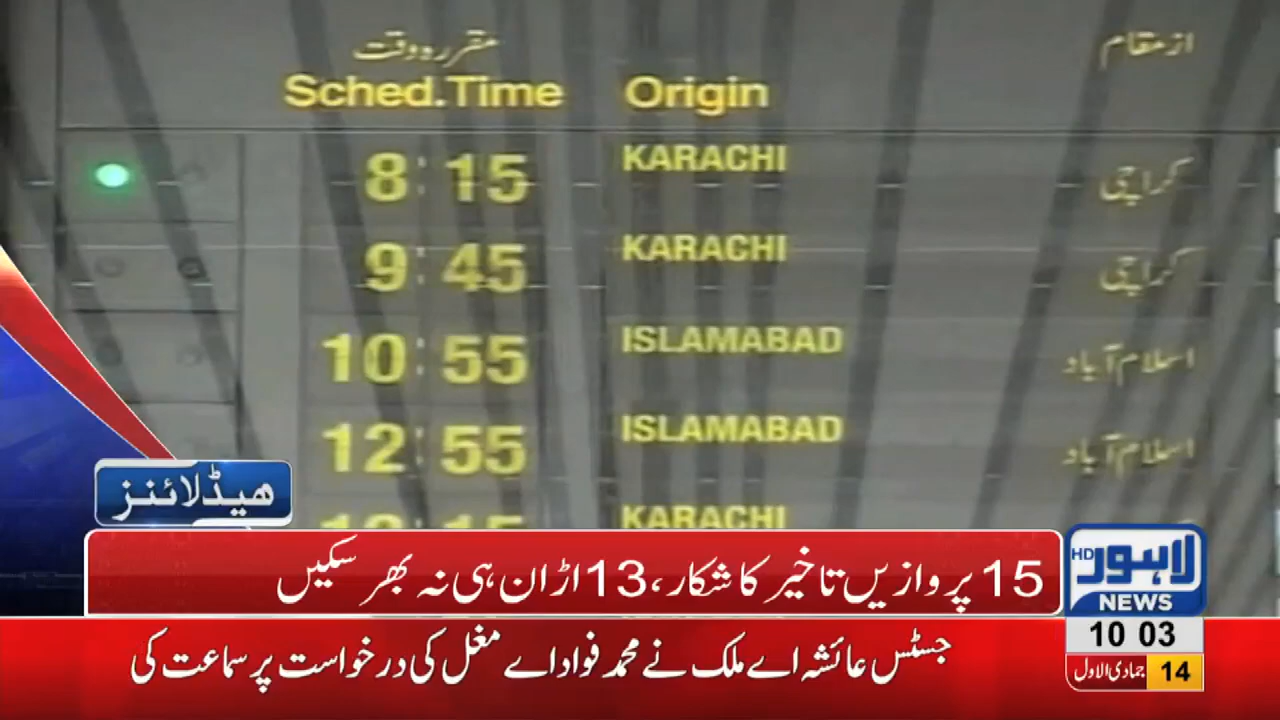 مقررہ وقت از مقام
Sched.Time Origin
8:15 KARACHI کراچی
9:45 KARACHI کراچی
10:55 ISLAMABAD اسلام آباد
12:55 ISLAMABAD اسلام آباد
KARACHI
ھیڈلائنز
15 پروازیں تاخیر کا شکار، 13 اڑان ہی نہ بھر سکیں
لاہور HD
NEWS
10 03
جسٹس عائشہ اے ملک نے محمد فواد اے مغل کی درخواست پر سماعت کی
14 جمادی الاول